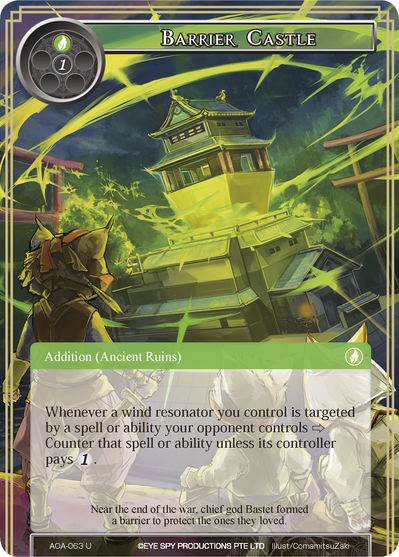 BARRIER CASTLE
1
Addition (Ancient Ruins)
Whenever a wind resonator you control is targeted
by a spell or ability your opponent controls ⇨
Counter that spell or ability unless its controller
pays 1 .
Near the end of the war, chief god Bastet formed
a barrier to protect the ones they loved.
AOA-063 U ©EYE SPY PRODUCTIONS PTE LTD Illust/ComamitsuZaki